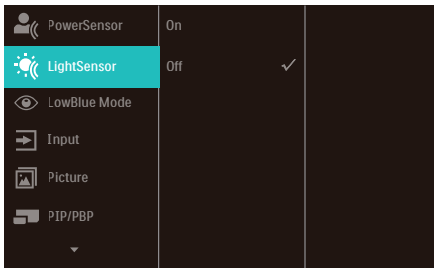 PowerSensor
On
LightSensor
Off
LowBlue Mode
Input
Picture
PIP/PBP